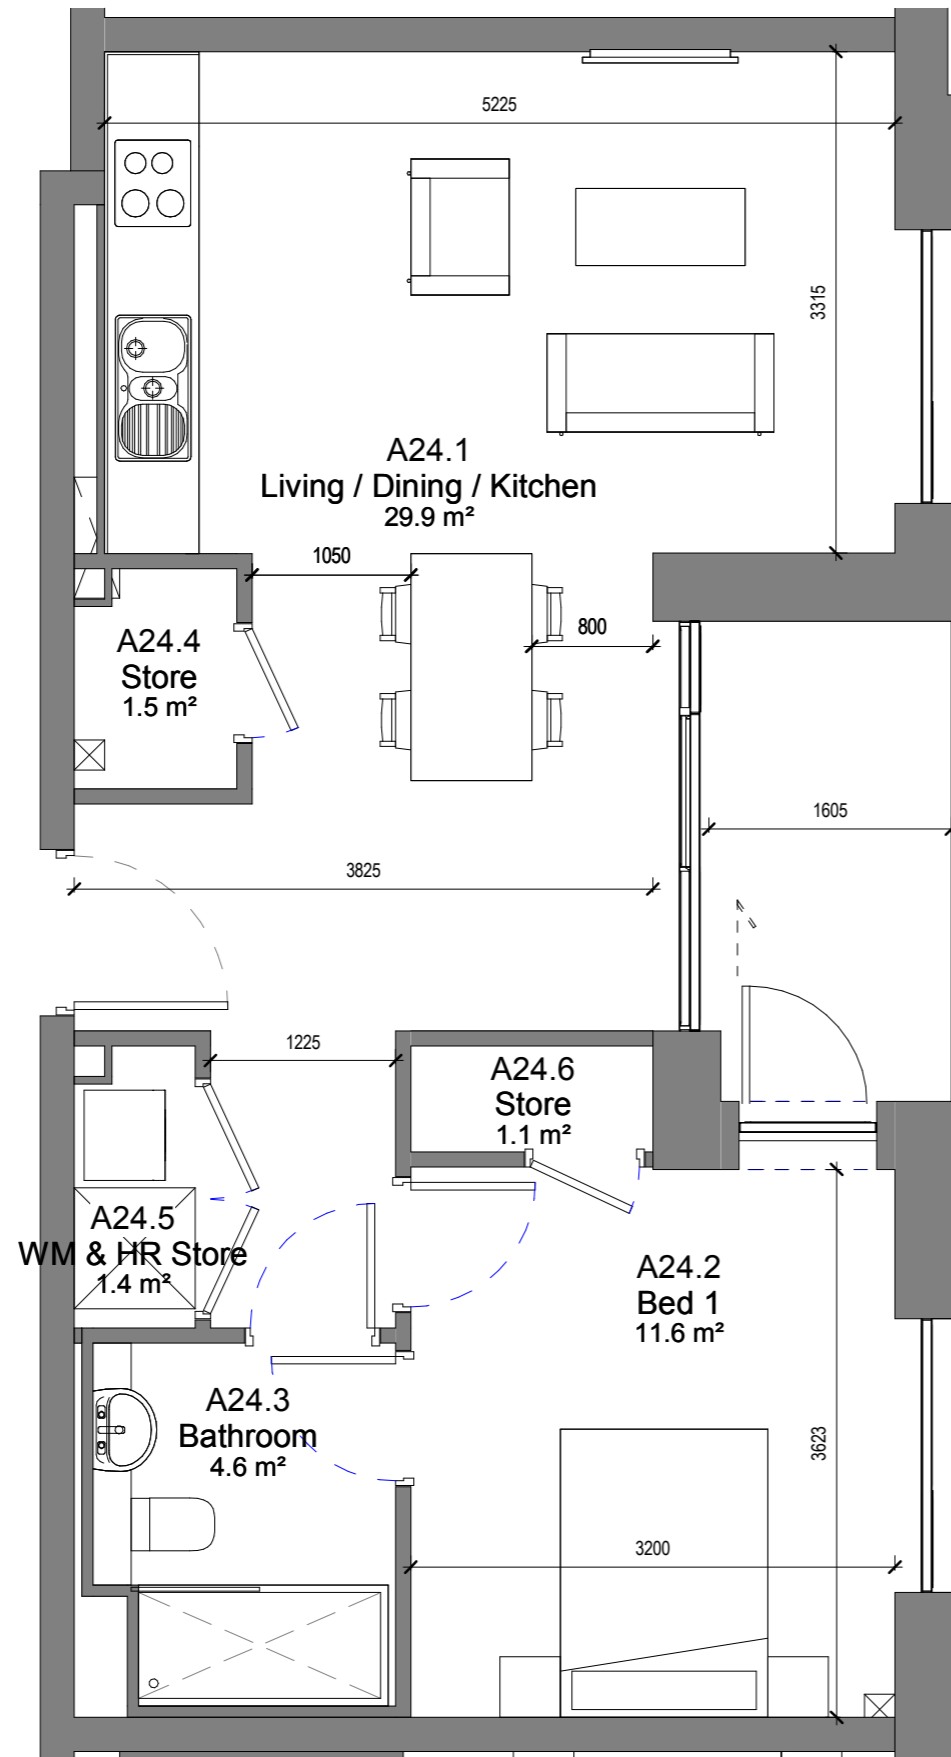 5225
3315
A24.1
Living / Dining / Kitchen
29.9 m²
1050
800
A24.4
Store
1.5 m²
1605
3825
1225
A24.6
Store
1.1 m²
A24.5
WM & HR Store
1.4 m²
A24.2
Bed 1
11.6 m²
A24.3
Bathroom
4.6 m²
3623
3200